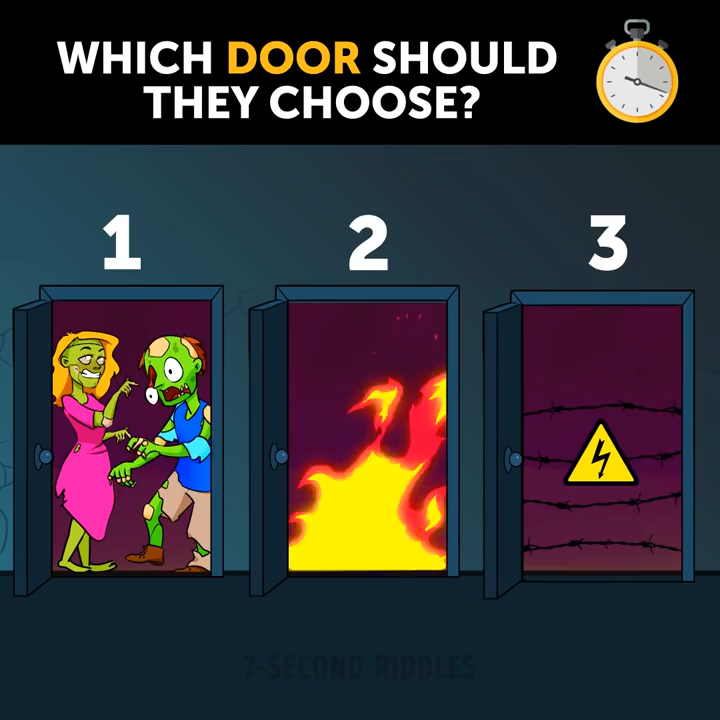 WHICH DOOR SHOULD
THEY CHOOSE?
1 2 3
7-SECOND RIDDLES